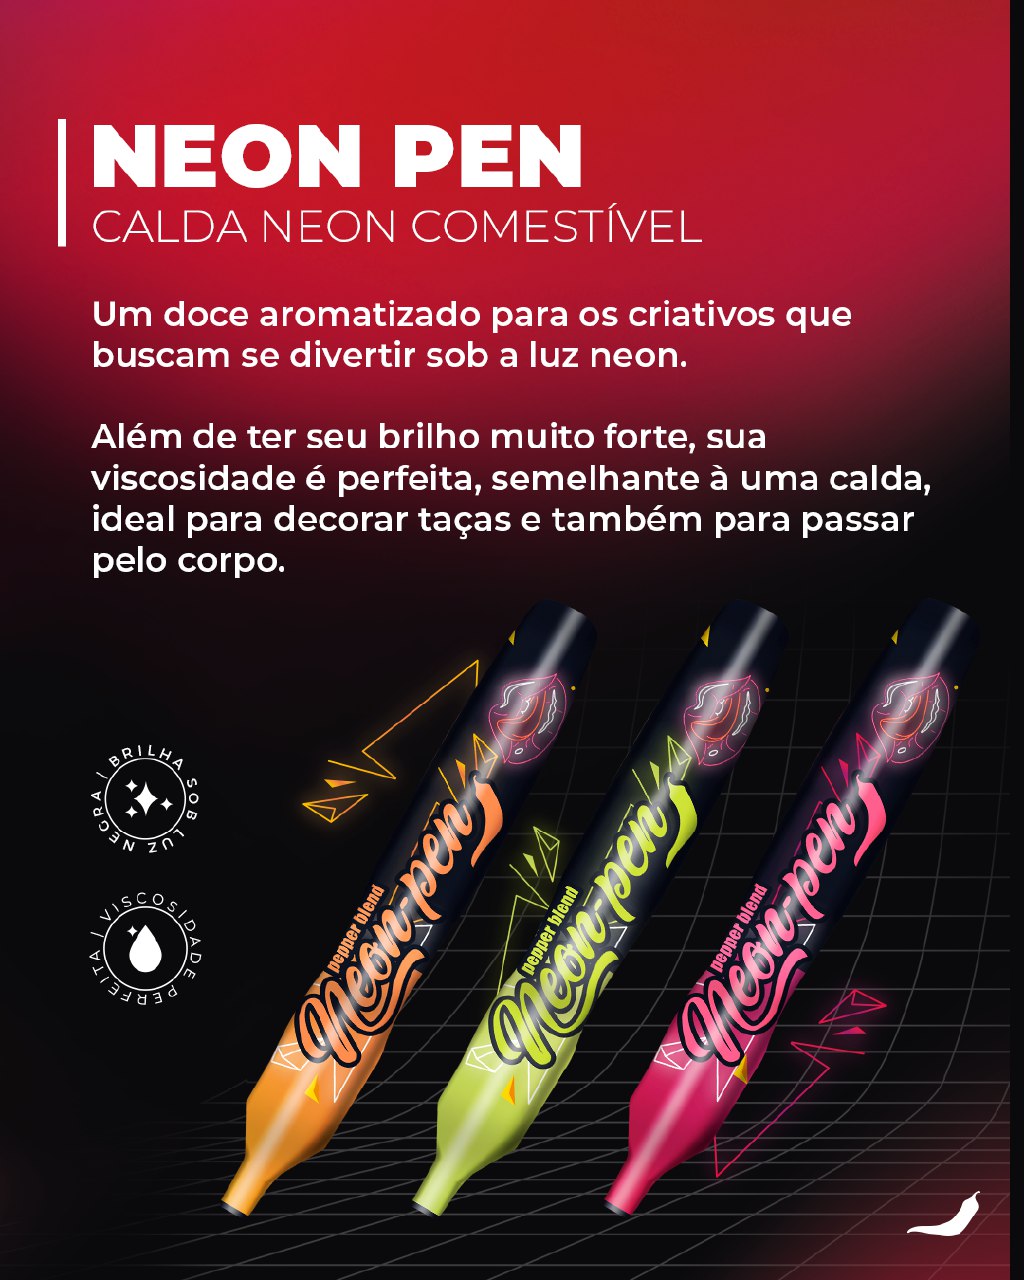 NEON PEN
CALDA NEON COMESTÍVEL
Um doce aromatizado para os criativos que
buscam se divertir sob a luz neon.
Além de ter seu brilho muito forte, sua
viscosidade é perfeita, semelhante à uma calda,
ideal para decorar taças e também para passar
pelo corpo.
BRILHA SOB LUZ NEGRA /
VISCOSIDADE PERFEITA /
pepper blend
Neon-pen
pepper blend
Neon-pen
pepper blend
Neon-pen